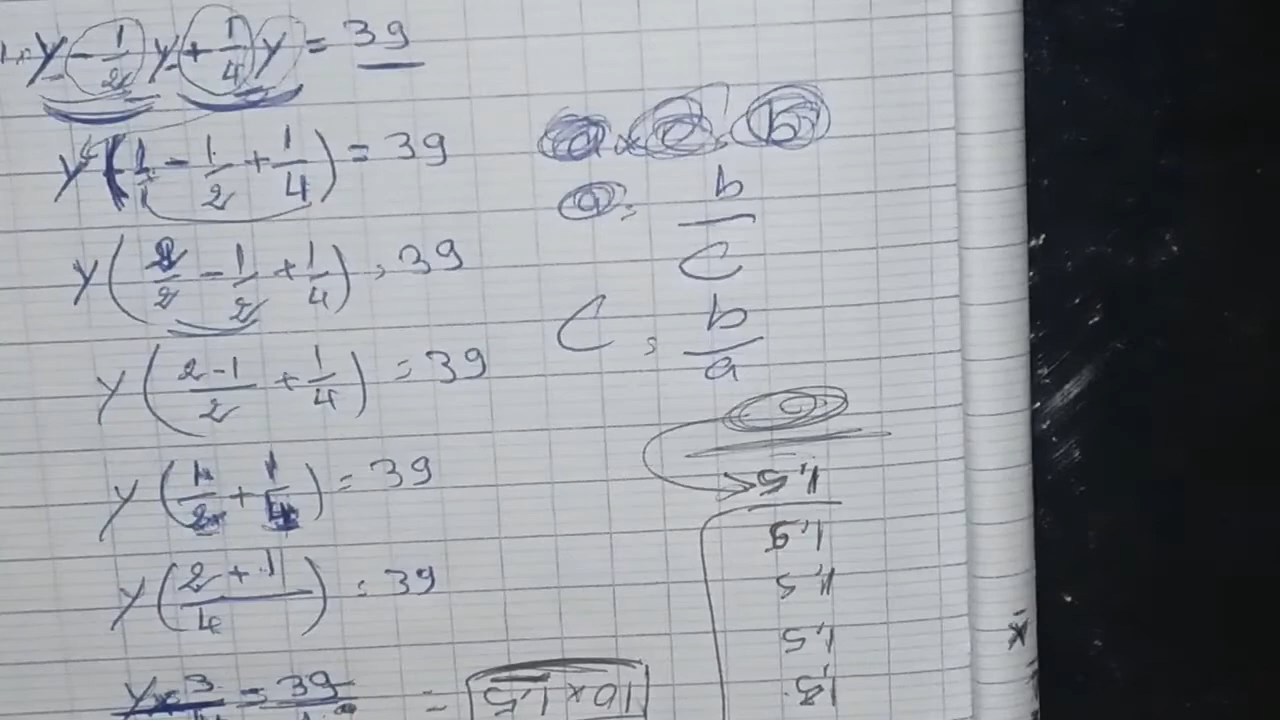 y - 1/2 y + 1/4 y = 39
y (1/1 - 1/2 + 1/4) = 39
y (2/2 - 1/2 + 1/4) = 39
y ((2-1)/2 + 1/4) = 39
y (1/2 + 1/4) = 39
y ((2+1)/4) = 39
a × c = b
a = b/c
c = b/a
1,5
1,5
1,5
1,5
10 × 1,5